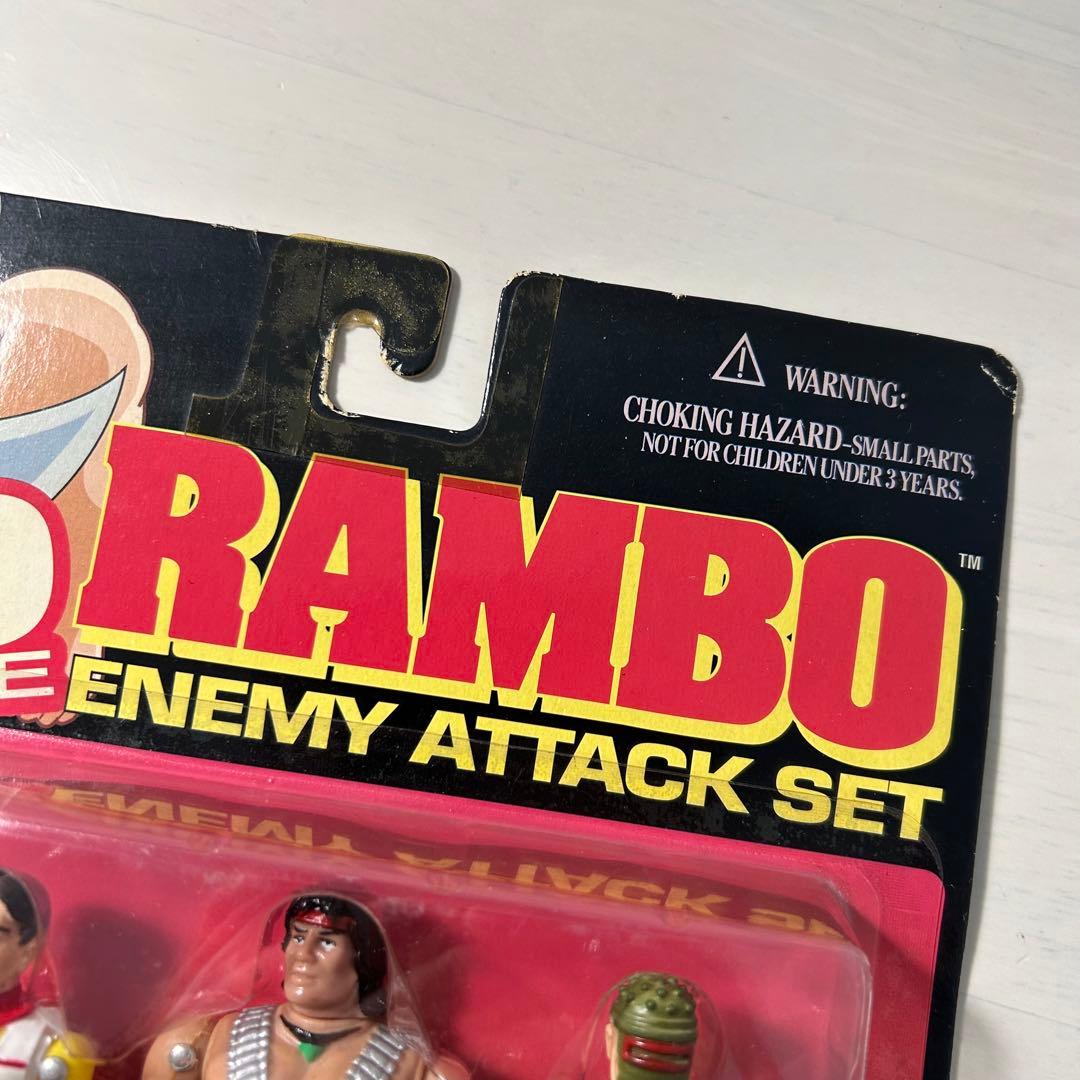 WARNING:
CHOKING HAZARD-SMALL PARTS,
NOT FOR CHILDREN UNDER 3 YEARS.
RAMBO™
ENEMY ATTACK SET
E